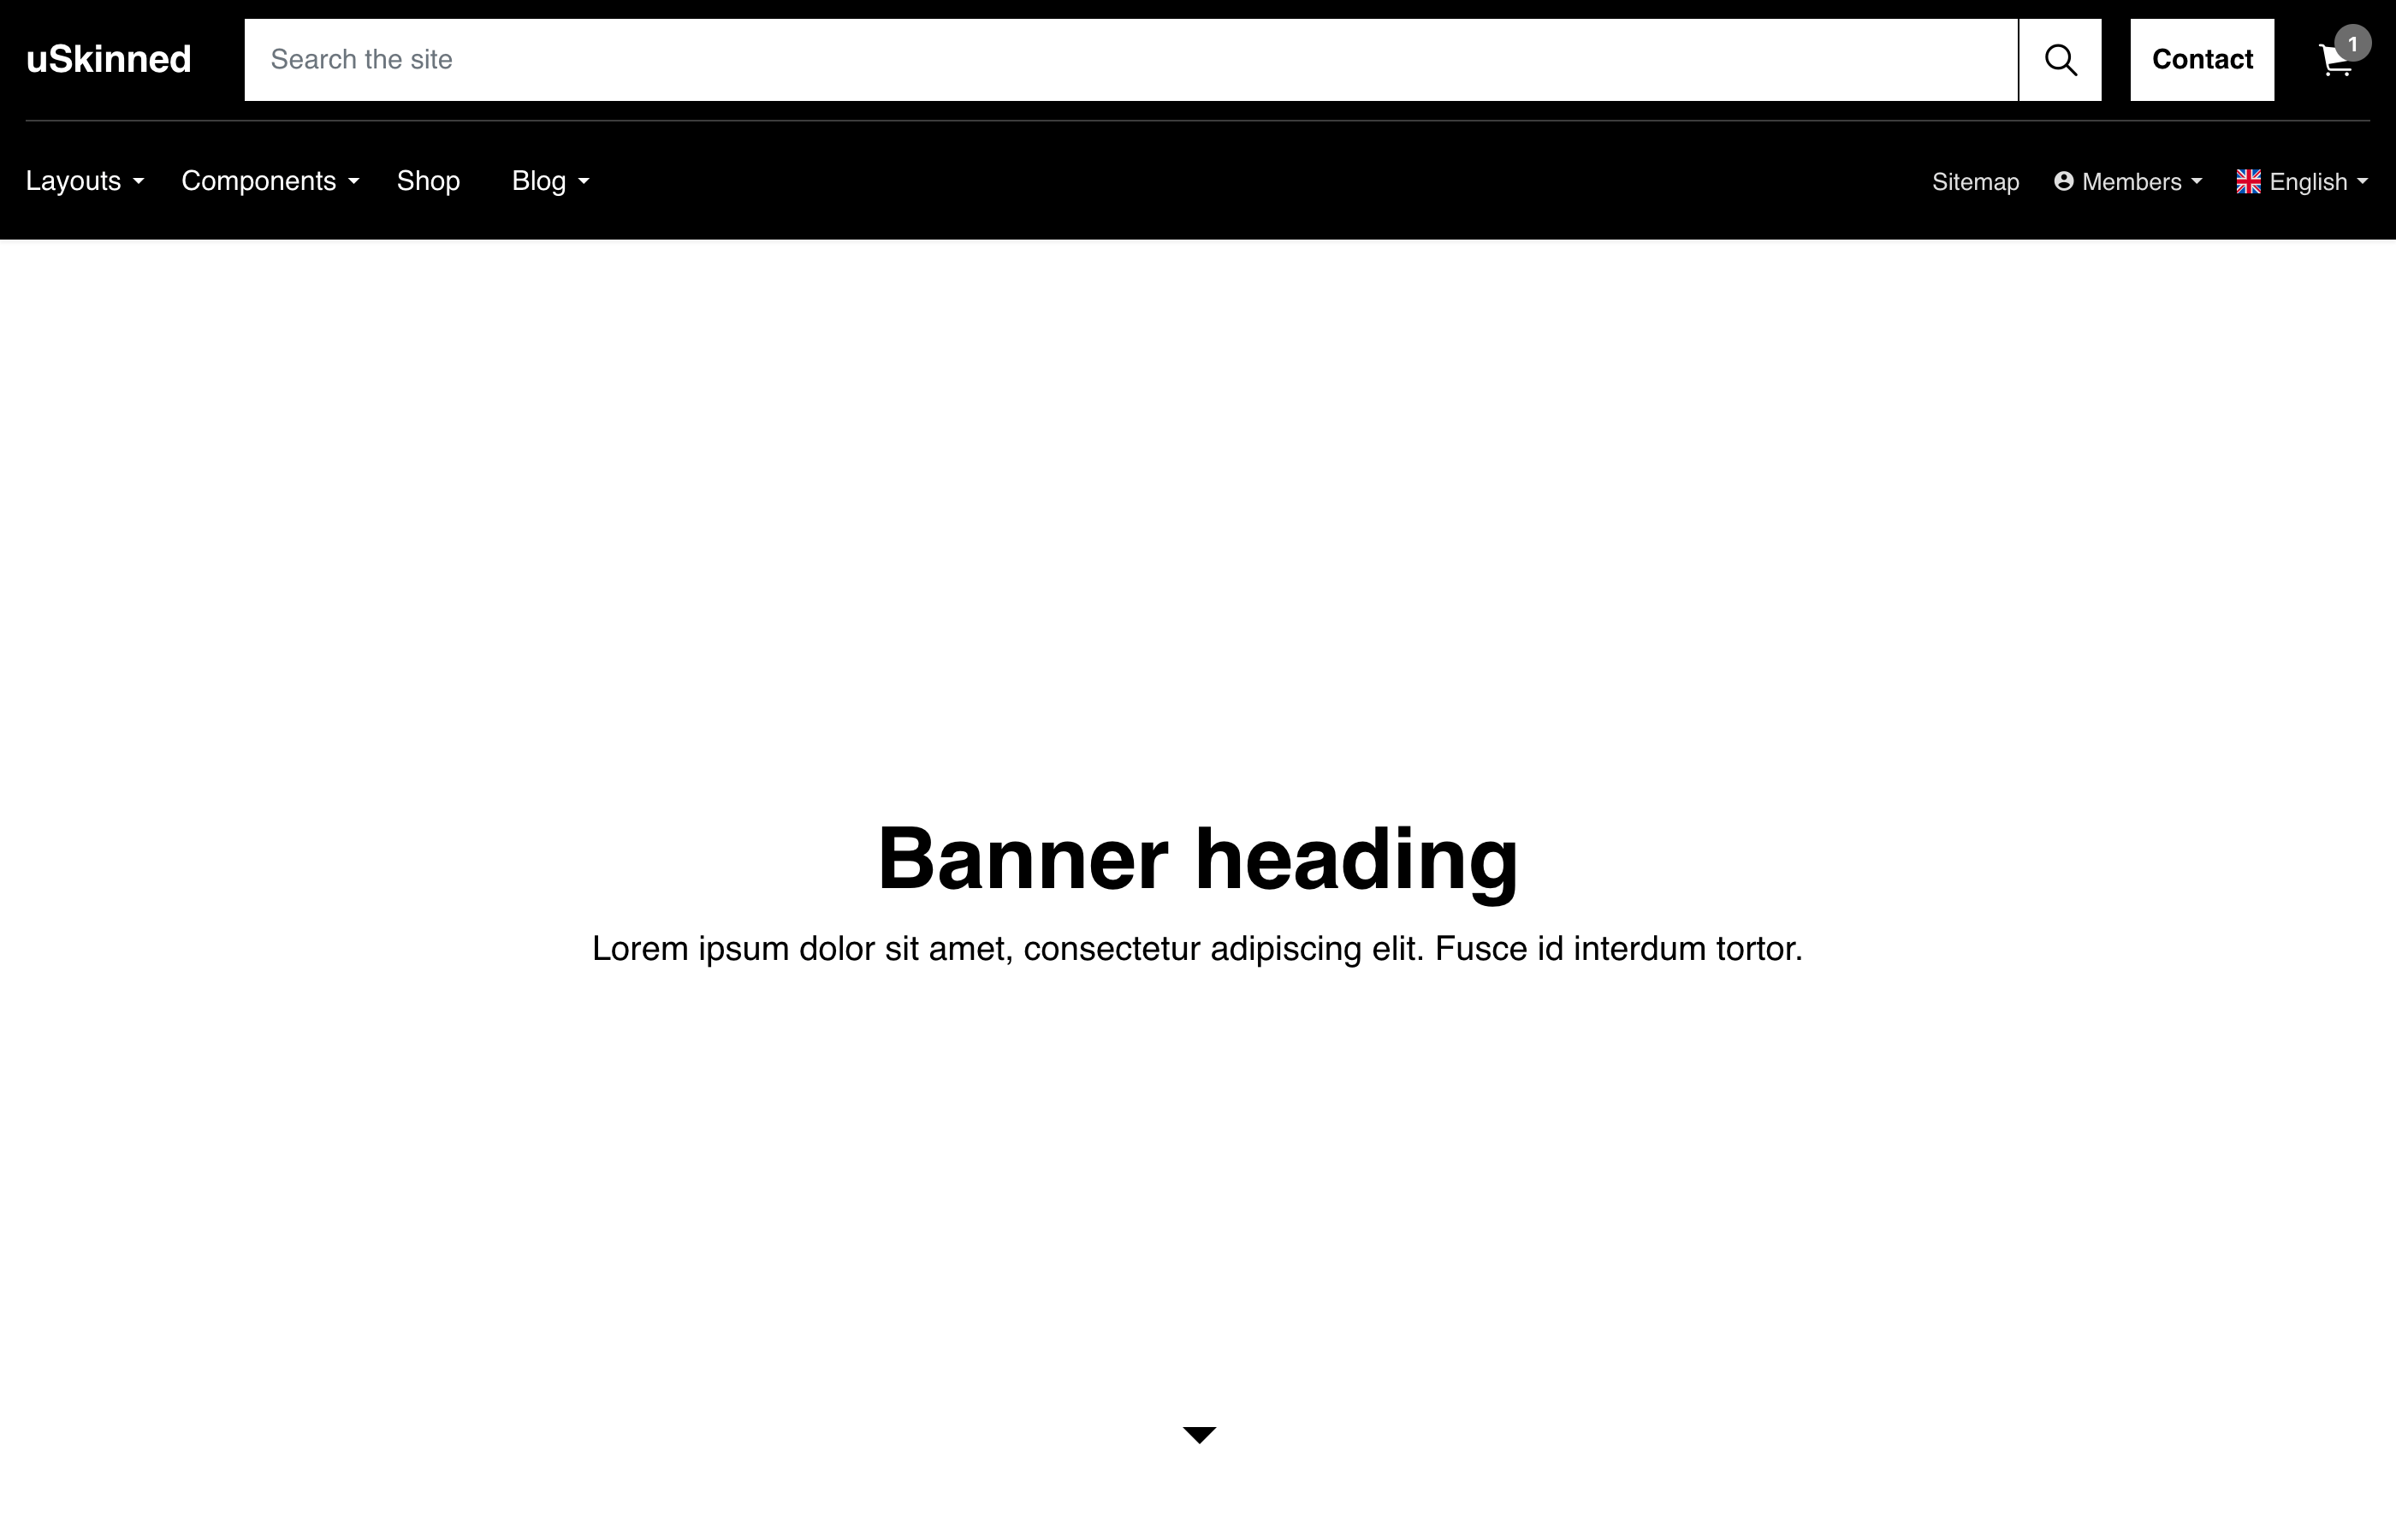 uSkinned
Search the site
Contact
1
Layouts
Components
Shop
Blog
Sitemap
Members
English
Banner heading
Lorem ipsum dolor sit amet, consectetur adipiscing elit. Fusce id interdum tortor.